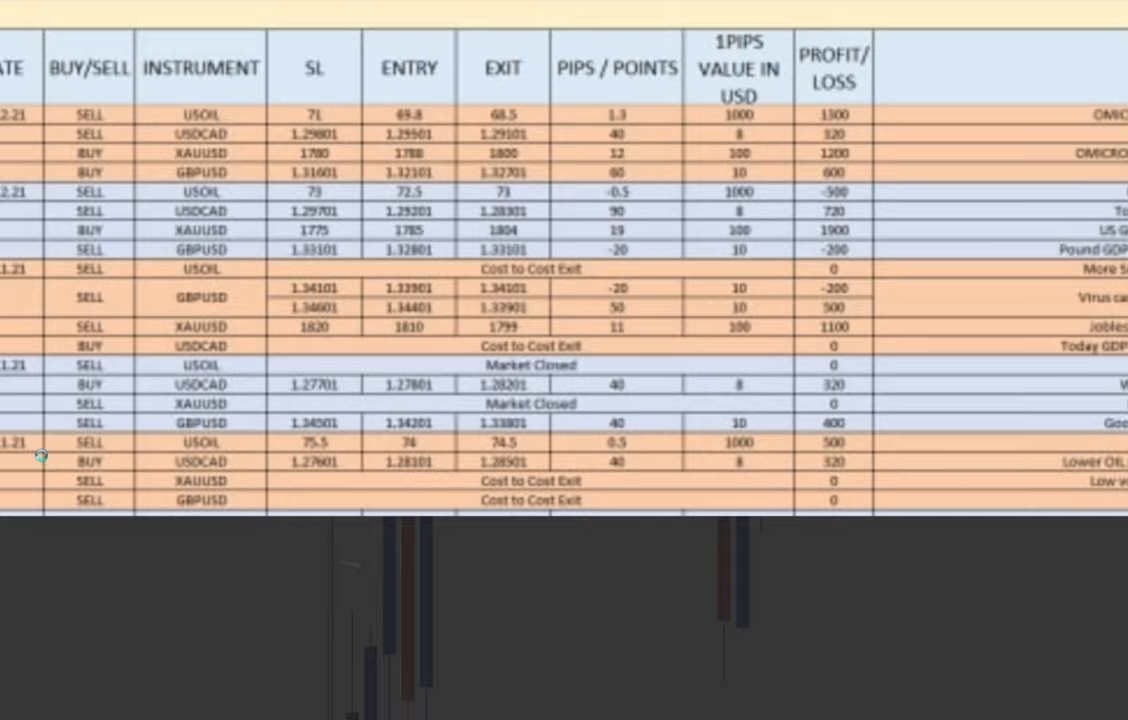 ATE BUY/SELL INSTRUMENT SL ENTRY EXIT PIPS / POINTS 1PIPS VALUE IN USD PROFIT/ LOSS
2.21 SELL USOIL 71 69.8 68.5 1.3 1000 1300 OMIC
SELL USDCAD 1.29801 1.29501 1.29101 40 8 320
BUY XAUUSD 1780 1788 1800 12 100 1200 OMICRO
BUY GBPUSD 1.31601 1.32101 1.32701 60 10 600
2.21 SELL USOIL 73 72.5 73 -0.5 1000 -500
SELL USDCAD 1.29701 1.29201 1.28301 90 8 720 To
BUY XAUUSD 1775 1785 1804 19 100 1900 US G
SELL GBPUSD 1.33101 1.32801 1.33101 -20 10 -200 Pound GDP
1.21 SELL USOIL Cost to Cost Exit 0 More S
SELL GBPUSD 1.34101 1.33901 1.34101 -20 10 -200 Virus ca
1.34601 1.34401 1.33901 50 10 500
SELL XAUUSD 1820 1810 1799 11 100 1100 Jobles
BUY USDCAD Cost to Cost Exit 0 Today GDP
1.21 SELL USOIL Market Closed 0
BUY USDCAD 1.27701 1.27801 1.28201 40 8 320 W
SELL XAUUSD Market Closed 0
SELL GBPUSD 1.34501 1.34201 1.33801 40 10 400 Goo
1.21 SELL USOIL 75.5 74 74.5 0.5 1000 500
BUY USDCAD 1.27601 1.28101 1.28501 40 8 320 Lower OIL
SELL XAUUSD Cost to Cost Exit 0 Low v
SELL GBPUSD Cost to Cost Exit 0